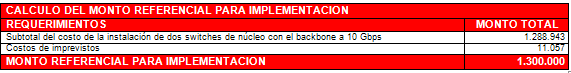 CALCULO DEL MONTO REFERENCIAL PARA IMPLEMENTACION
REQUERIMIENTOS MONTO TOTAL
Subtotal del costo de la instalación de dos switches de núcleo con el backbone a 10 Gbps 1.288.943
Costos de imprevistos 11.057
MONTO REFERENCIAL PARA IMPLEMENTACION 1.300.000